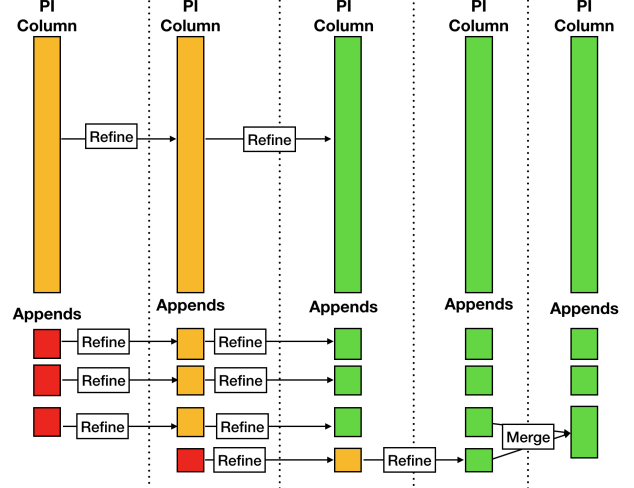 PI
Column
PI
Column
PI
Column
PI
Column
PI
Column
Refine
Refine
Appends
Appends
Appends
Appends
Appends
Refine
Refine
Refine
Refine
Refine
Refine
Merge
Refine
Refine